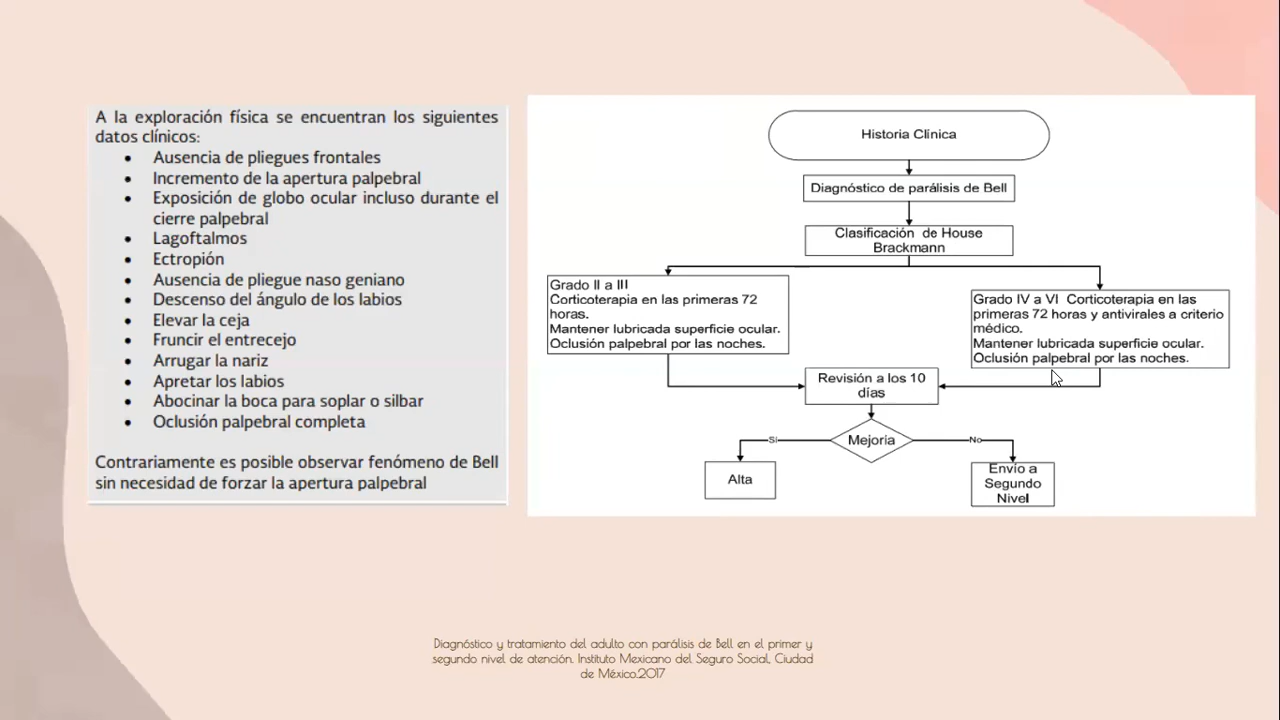 A la exploración física se encuentran los siguientes
datos clínicos:
• Ausencia de pliegues frontales
• Incremento de la apertura palpebral
• Exposición de globo ocular incluso durante el
cierre palpebral
• Lagoftalmos
• Ectropión
• Ausencia de pliegue naso geniano
• Descenso del ángulo de los labios
• Elevar la ceja
• Fruncir el entrecejo
• Arrugar la nariz
• Apretar los labios
• Abocinar la boca para soplar o silbar
• Oclusión palpebral completa
Contrariamente es posible observar fenómeno de Bell
sin necesidad de forzar la apertura palpebral
Historia Clínica
Diagnóstico de parálisis de Bell
Clasificación de House
Brackmann
Grado II a III
Corticoterapia en las primeras 72
horas.
Mantener lubricada superficie ocular.
Oclusión palpebral por las noches.
Grado IV a VI Corticoterapia en las
primeras 72 horas y antivirales a criterio
médico.
Mantener lubricada superficie ocular.
Oclusión palpebral por las noches.
Revisión a los 10
días
Mejoría
Si
No
Alta
Envío a
Segundo
Nivel
Diagnóstico y tratamiento del adulto con parálisis de Bell en el primer y
segundo nivel de atención. Instituto Mexicano del Seguro Social, Ciudad
de México.2017